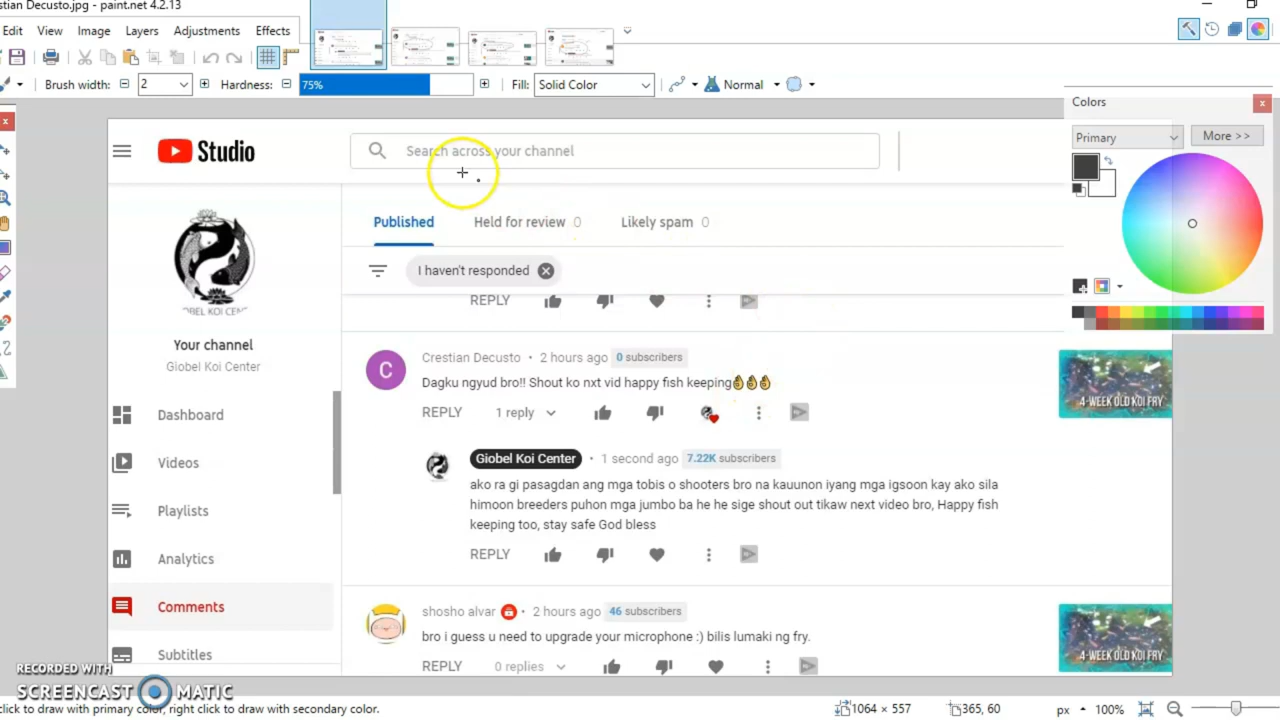 stian Decusto.jpg - paint.net 4.2.13
Edit View Image Layers Adjustments Effects
Brush width: 2 Hardness: 75% Fill: Solid Color Normal
Colors
Primary More >>
Studio
Search across your channel
Published Held for review 0 Likely spam 0
I haven't responded
REPLY
Your channel
Giobel Koi Center
Dashboard
Videos
Playlists
Analytics
Comments
Subtitles
C
Crestian Decusto • 2 hours ago 0 subscribers
Dagku ngyud bro!! Shout ko nxt vid happy fish keeping👌👌👌
REPLY 1 reply
4-WEEK OLD KOI FRY
Giobel Koi Center • 1 second ago 7.22K subscribers
ako ra gi pasagdan ang mga tobis o shooters bro na kauunon iyang mga igsoon kay ako sila
himoon breeders puhon mga jumbo ba he he sige shout out tikaw next video bro, Happy fish
keeping too, stay safe God bless
REPLY
shosho alvar • 2 hours ago 46 subscribers
bro i guess u need to upgrade your microphone :) bilis lumaki ng fry.
REPLY 0 replies
4-WEEK OLD KOI FRY
RECORDED WITH
SCREENCAST MATIC
click to draw with primary color, right click to draw with secondary color.
1064 × 557 365, 60 px 100%